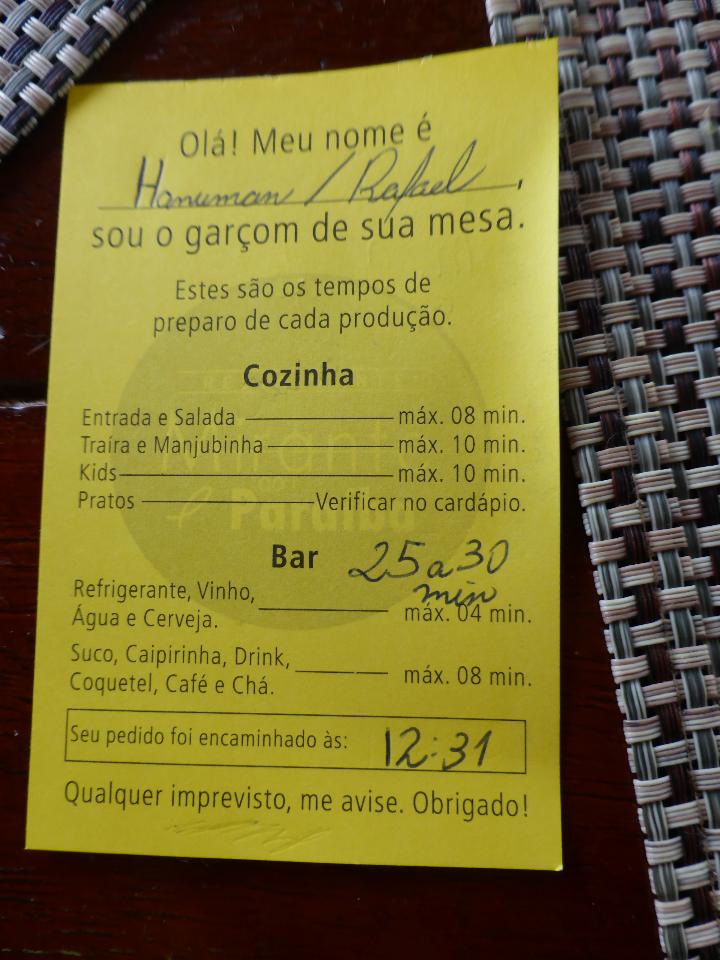 Olá! Meu nome é
Hanuman / Rafael,
sou o garçom de sua mesa.
Estes são os tempos de
preparo de cada produção.
Cozinha
Entrada e Salada máx. 08 min.
Traíra e Manjubinha máx. 10 min.
Kids máx. 10 min.
Pratos Verificar no cardápio.
Bar 25 a 30
min
Refrigerante, Vinho,
Água e Cerveja. máx. 04 min.
Suco, Caipirinha, Drink,
Coquetel, Café e Chá. máx. 08 min.
Seu pedido foi encaminhado às: 12:31
Qualquer imprevisto, me avise. Obrigado!
Paraíba